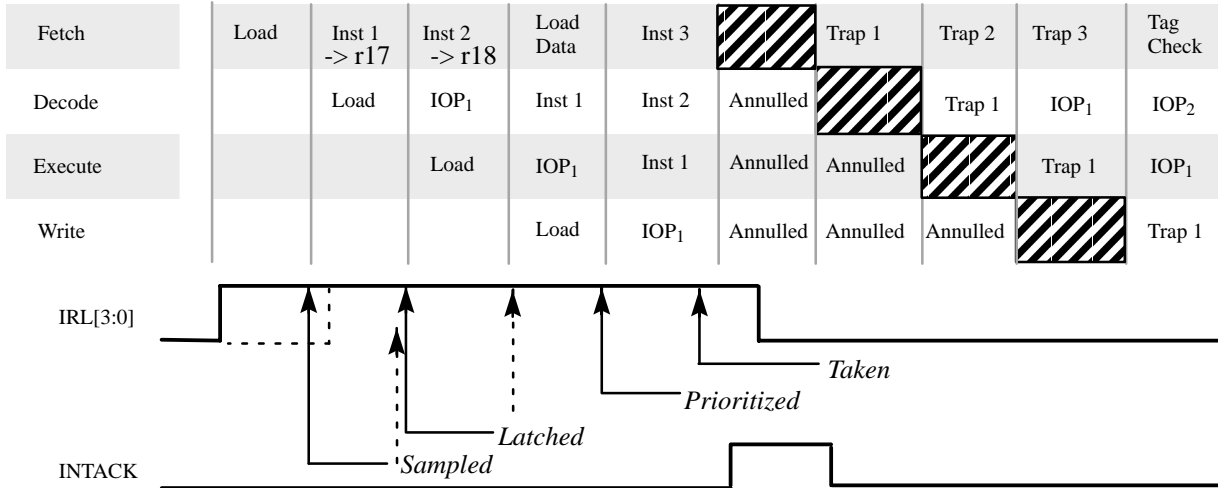 Fetch Load Inst 1 Inst 2 Load Inst 3 Trap 1 Trap 2 Trap 3 Tag
-> r17 -> r18 Data Check
Decode Load IOP1 Inst 1 Inst 2 Annulled Trap 1 IOP1 IOP2
Execute Load IOP1 Inst 1 Annulled Annulled Trap 1 IOP1
Write Load IOP1 Annulled Annulled Annulled Trap 1
IRL[3:0]
Taken
Prioritized
Latched
Sampled
INTACK